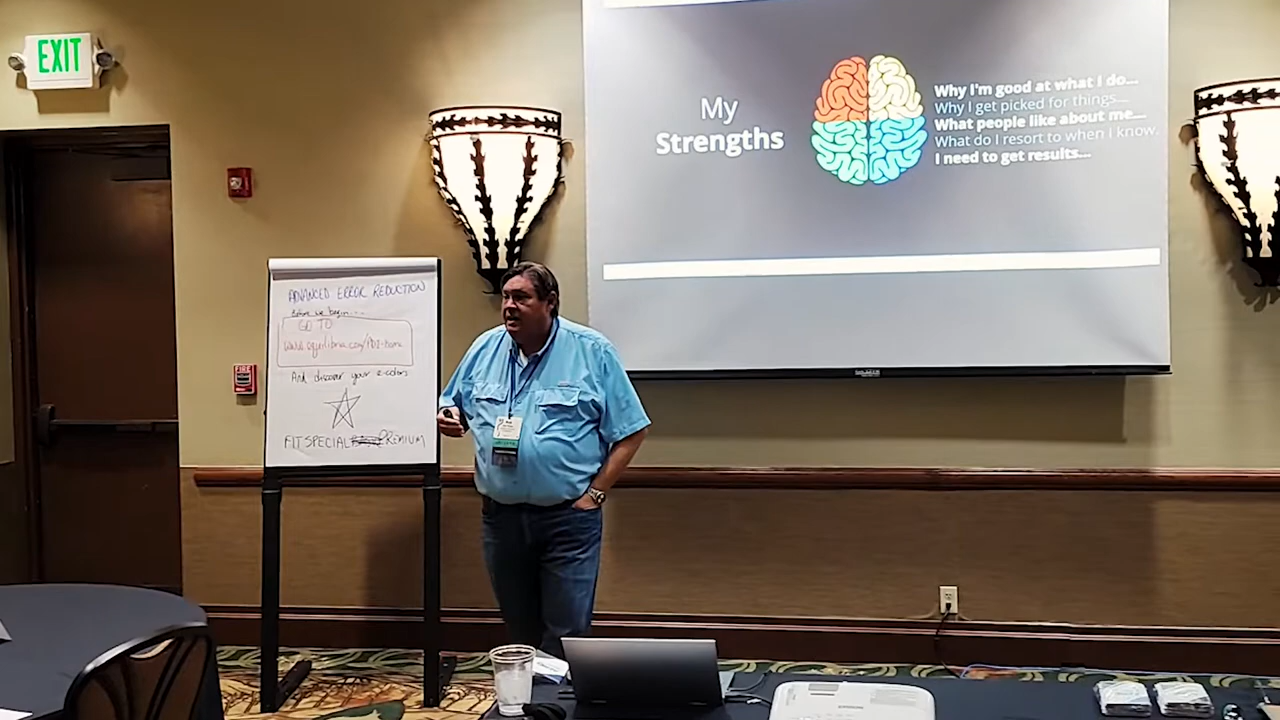 EXIT
My
Strengths
Why I'm good at what I do...
Why I get picked for things...
What people like about me...
What do I resort to when I know.
I need to get results...
ADVANCED ERROR REDUCTION
Before we begin...
GO TO
And discover your e-colors
FIT SPECIAL PREMIUM
FIRE